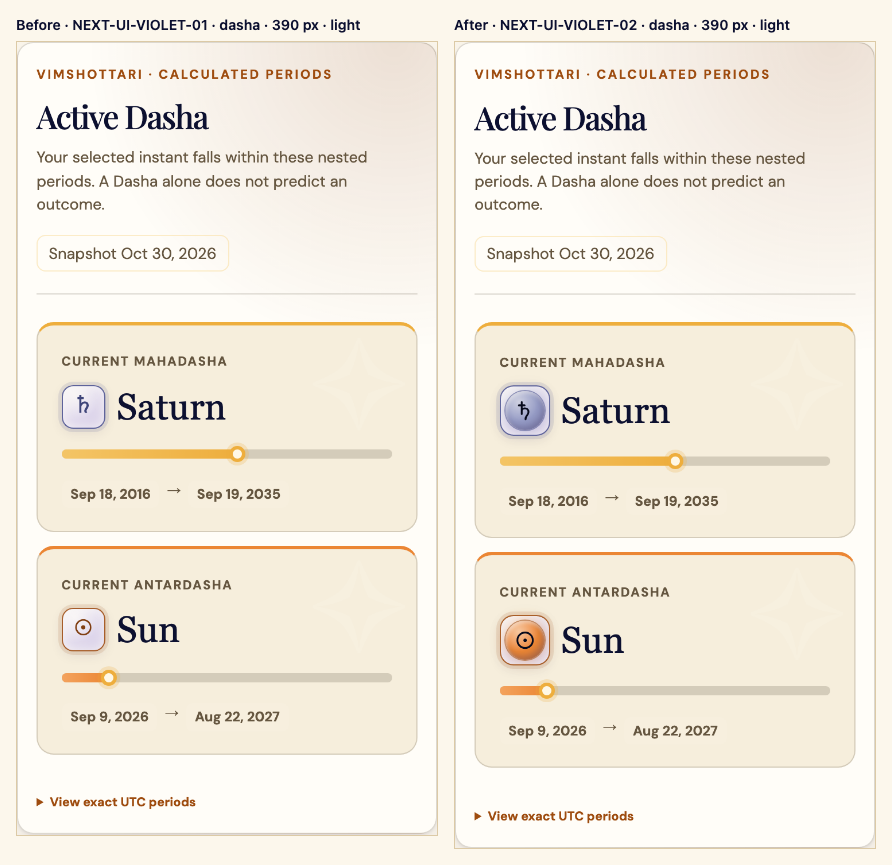 Before · NEXT-UI-VIOLET-01 · dasha · 390 px · light
VIMSHOTTARI · CALCULATED PERIODS
Active Dasha
Your selected instant falls within these nested
periods. A Dasha alone does not predict an
outcome.
Snapshot Oct 30, 2026
CURRENT MAHADASHA
♄ Saturn
Sep 18, 2016 → Sep 19, 2035
CURRENT ANTARDASHA
☉ Sun
Sep 9, 2026 → Aug 22, 2027
▶ View exact UTC periods
After · NEXT-UI-VIOLET-02 · dasha · 390 px · light
VIMSHOTTARI · CALCULATED PERIODS
Active Dasha
Your selected instant falls within these nested
periods. A Dasha alone does not predict an
outcome.
Snapshot Oct 30, 2026
CURRENT MAHADASHA
♄ Saturn
Sep 18, 2016 → Sep 19, 2035
CURRENT ANTARDASHA
☉ Sun
Sep 9, 2026 → Aug 22, 2027
▶ View exact UTC periods